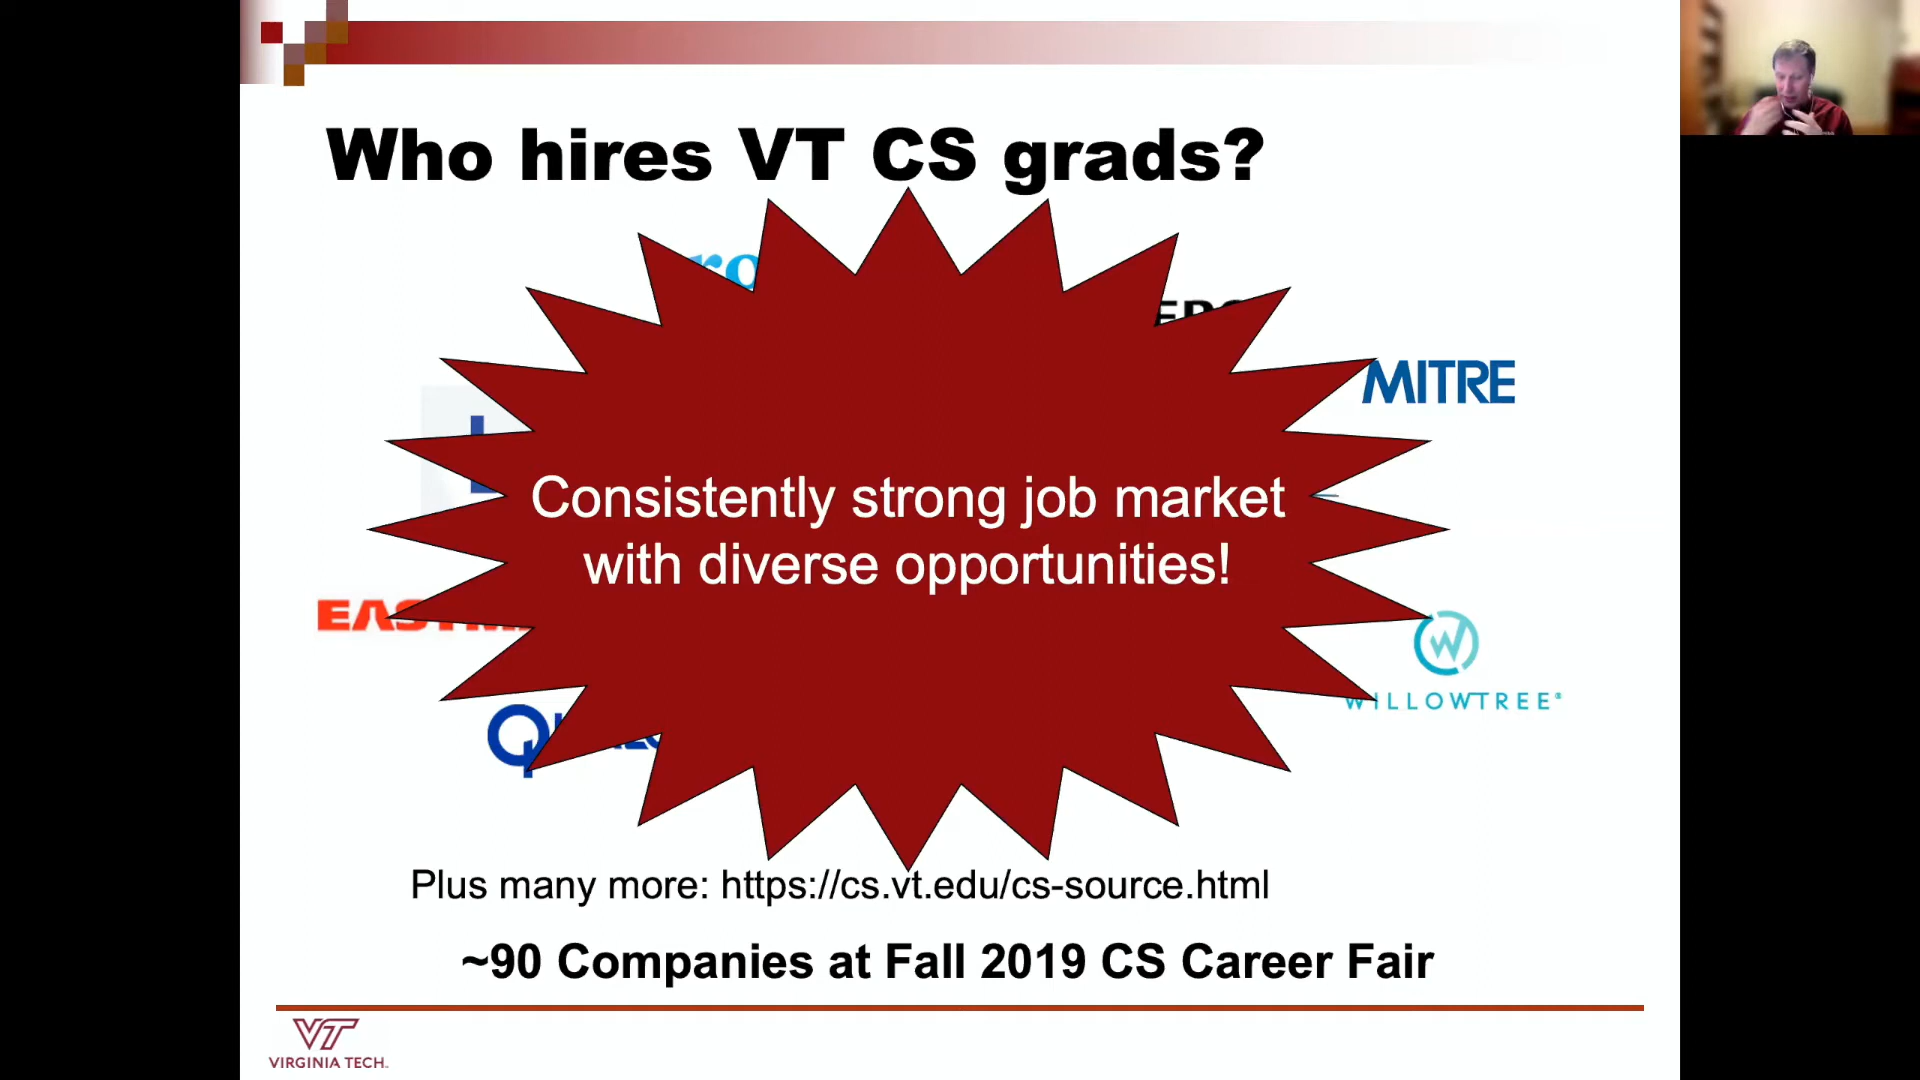 Who hires VT CS grads?
MITRE
Consistently strong job market
with diverse opportunities!
WILLOWTREE®
Plus many more: https://cs.vt.edu/cs-source.html
~90 Companies at Fall 2019 CS Career Fair
VT
VIRGINIA TECH.